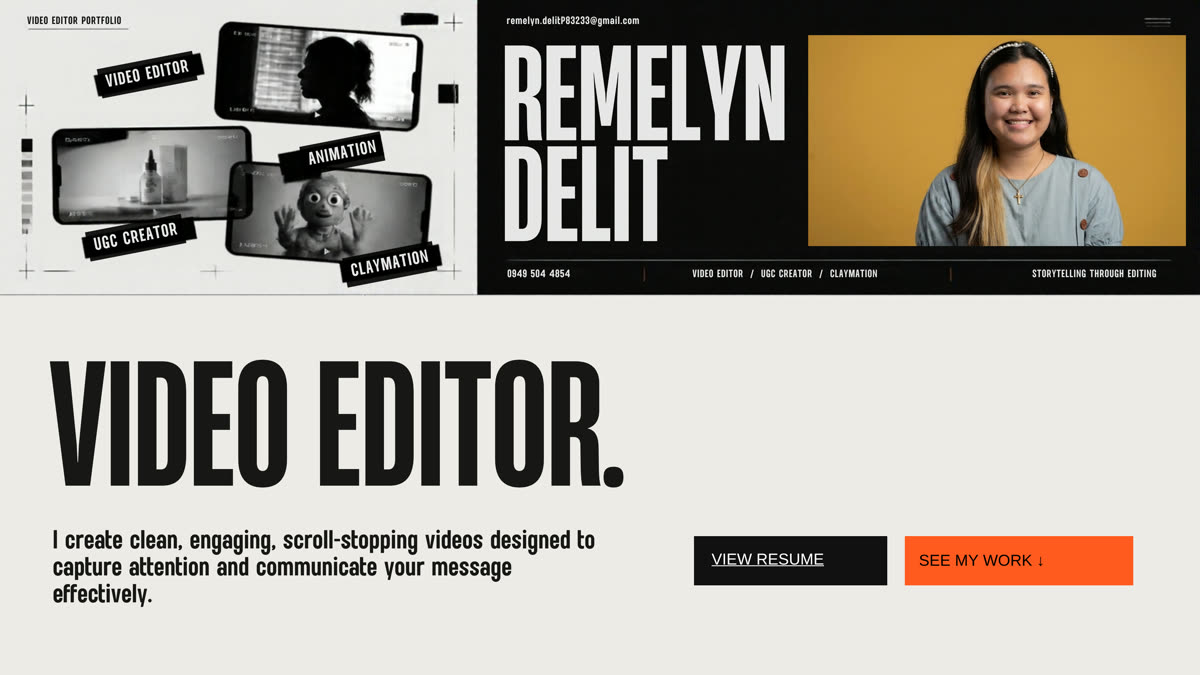 VIDEO EDITOR PORTFOLIO
VIDEO EDITOR
ANIMATION
UGC CREATOR
CLAYMATION
remelyn.delitP83233@gmail.com
REMELYN
DELIT
0949 504 4854
VIDEO EDITOR / UGC CREATOR / CLAYMATION
STORYTELLING THROUGH EDITING
VIDEO EDITOR.
I create clean, engaging, scroll-stopping videos designed to
capture attention and communicate your message
effectively.
VIEW RESUME
SEE MY WORK ↓